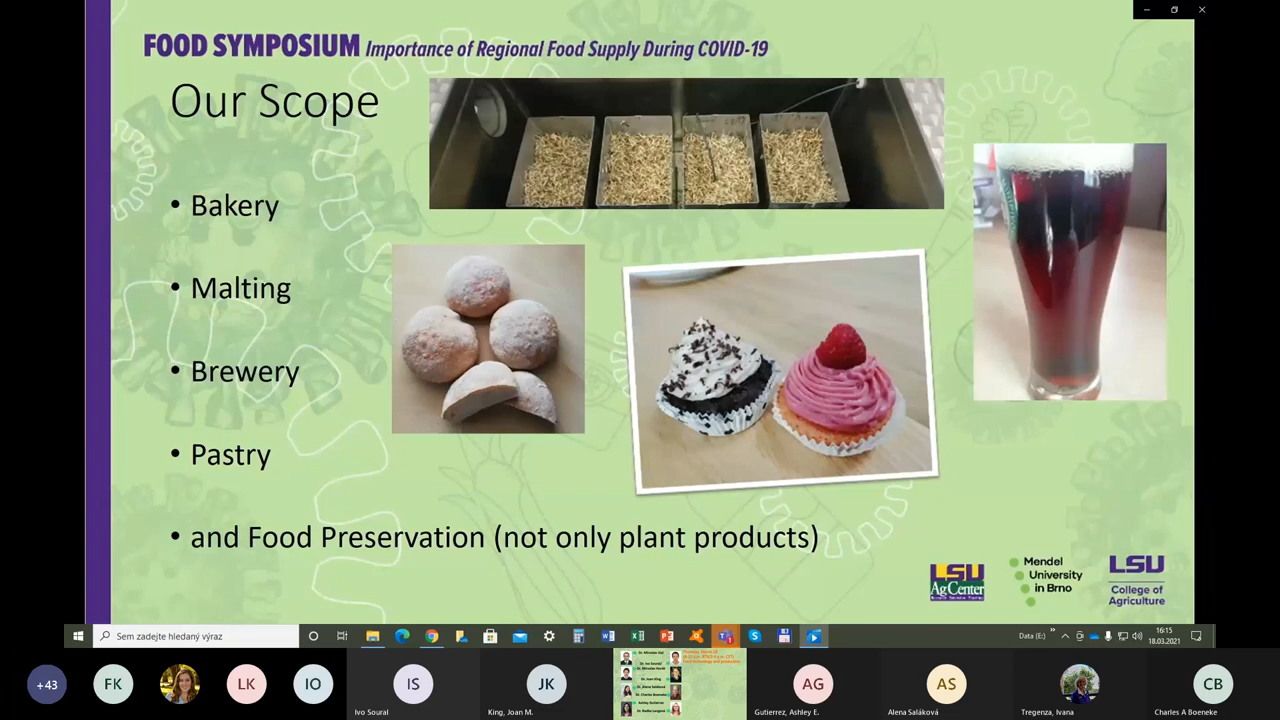 FOOD SYMPOSIUM Importance of Regional Food Supply During COVID-19
Our Scope
• Bakery
• Malting
• Brewery
• Pastry
• and Food Preservation (not only plant products)
LSU
AgCenter
Mendel
University
in Brno
LSU
College of
Agriculture
Sem zadejte hledaný výraz
Data (E:)
16:15
18.03.2021
+43
FK
LK
IO
IS
Ivo Soural
JK
King, Joan M.
AG
Gutierrez, Ashley E.
AS
Alena Saláková
Tregenza, Ivana
CB
Charles A Boeneke